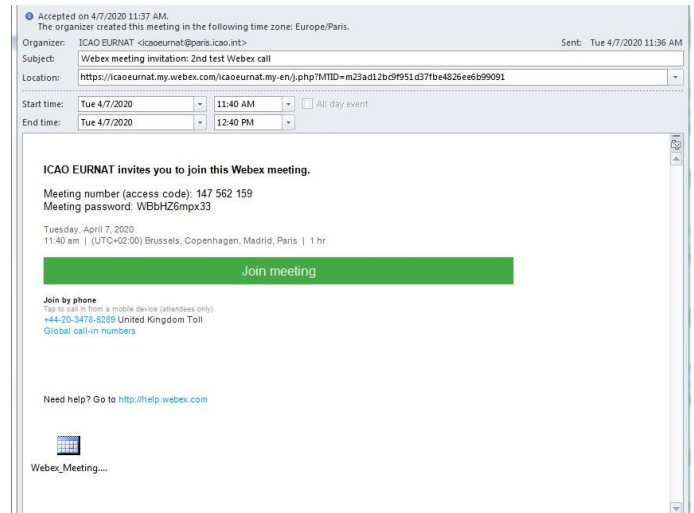 Accepted on 4/7/2020 11:37 AM.
The organizer created this meeting in the following time zone: Europe/Paris.
Organizer: ICAO EURNAT <icaoeurnat@paris.icao.int> Sent: Tue 4/7/2020 11:36 AM
Subject: Webex meeting invitation: 2nd test Webex call
Location: https://icaoeurnat.my.webex.com/icaoeurnat.my-en/j.php?MTID=m23ad12bc9f951d37fbe4826ee6b99091
Start time: Tue 4/7/2020 11:40 AM All day event
End time: Tue 4/7/2020 12:40 PM
ICAO EURNAT invites you to join this Webex meeting.
Meeting number (access code): 147 562 159
Meeting password: WBbHZ6mpx33
Tuesday, April 7, 2020
11:40 am | (UTC+02:00) Brussels, Copenhagen, Madrid, Paris | 1 hr
Join meeting
Join by phone
Tap to call in from a mobile device (attendees only)
+44-20-3478-5289 United Kingdom Toll
Global call-in numbers
Need help? Go to http://help.webex.com
Webex_Meeting....